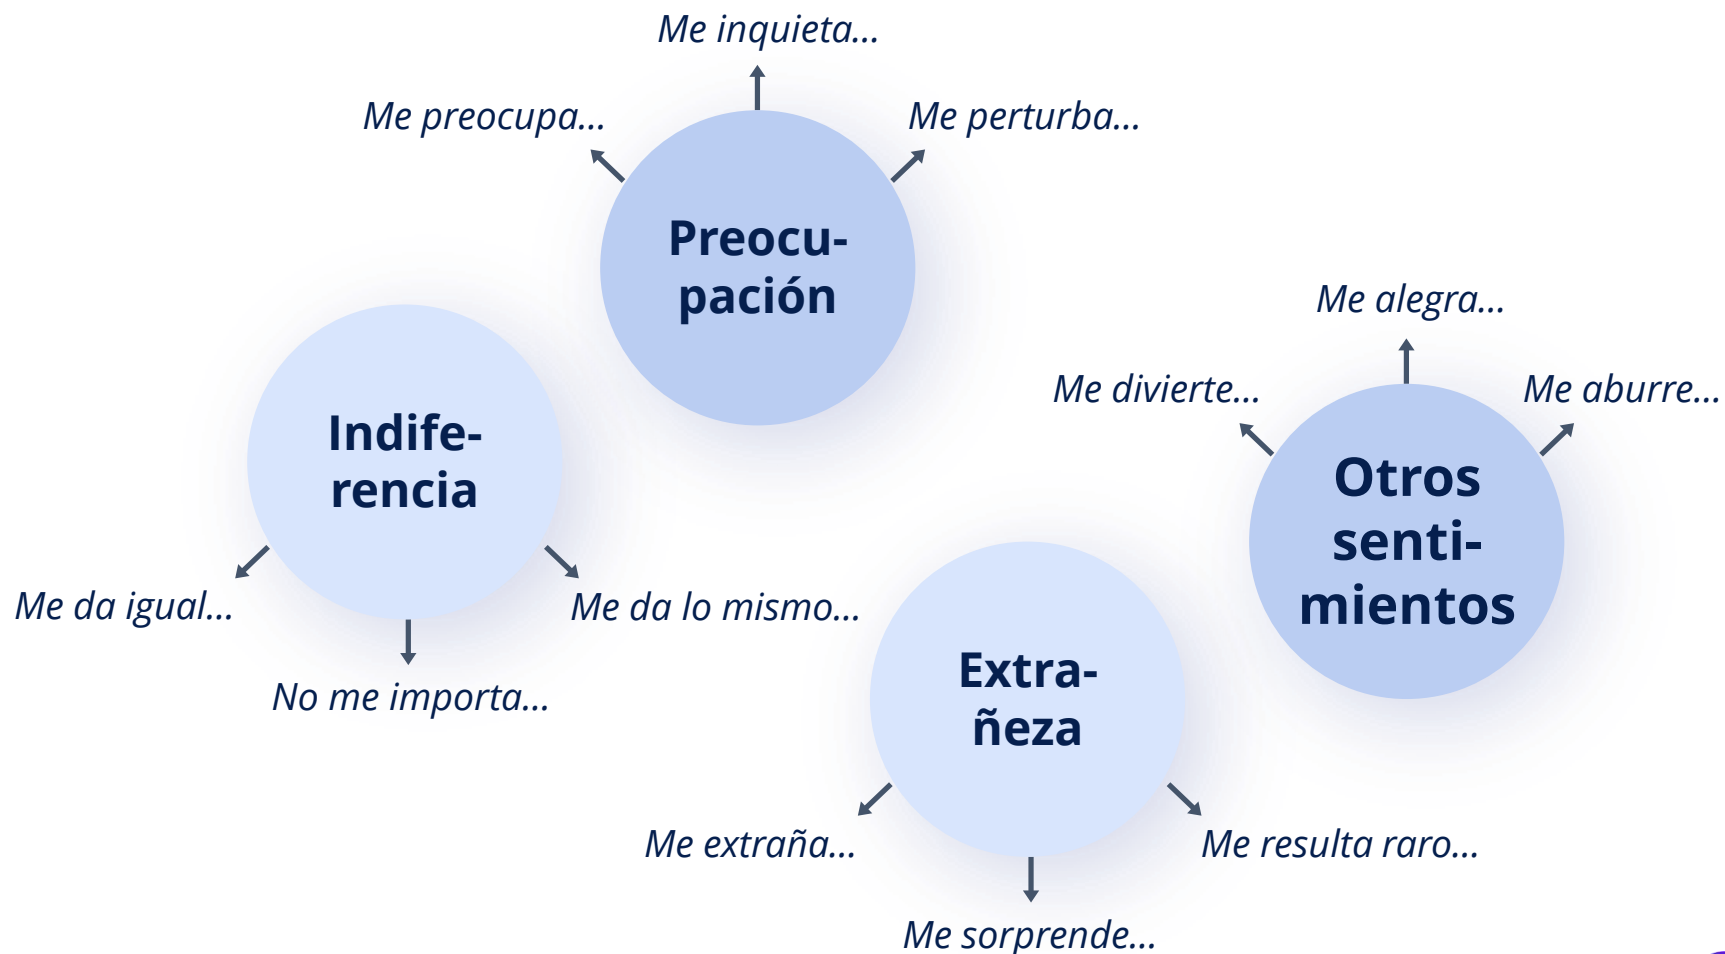 Me inquieta...
Me preocupa...
Me perturba...
Preocu-
pación
Indife-
rencia
Me da igual...
Me da lo mismo...
No me importa...
Me alegra...
Me divierte...
Me aburre...
Otros
senti-
mientos
Extra-
ñeza
Me extraña...
Me resulta raro...
Me sorprende...